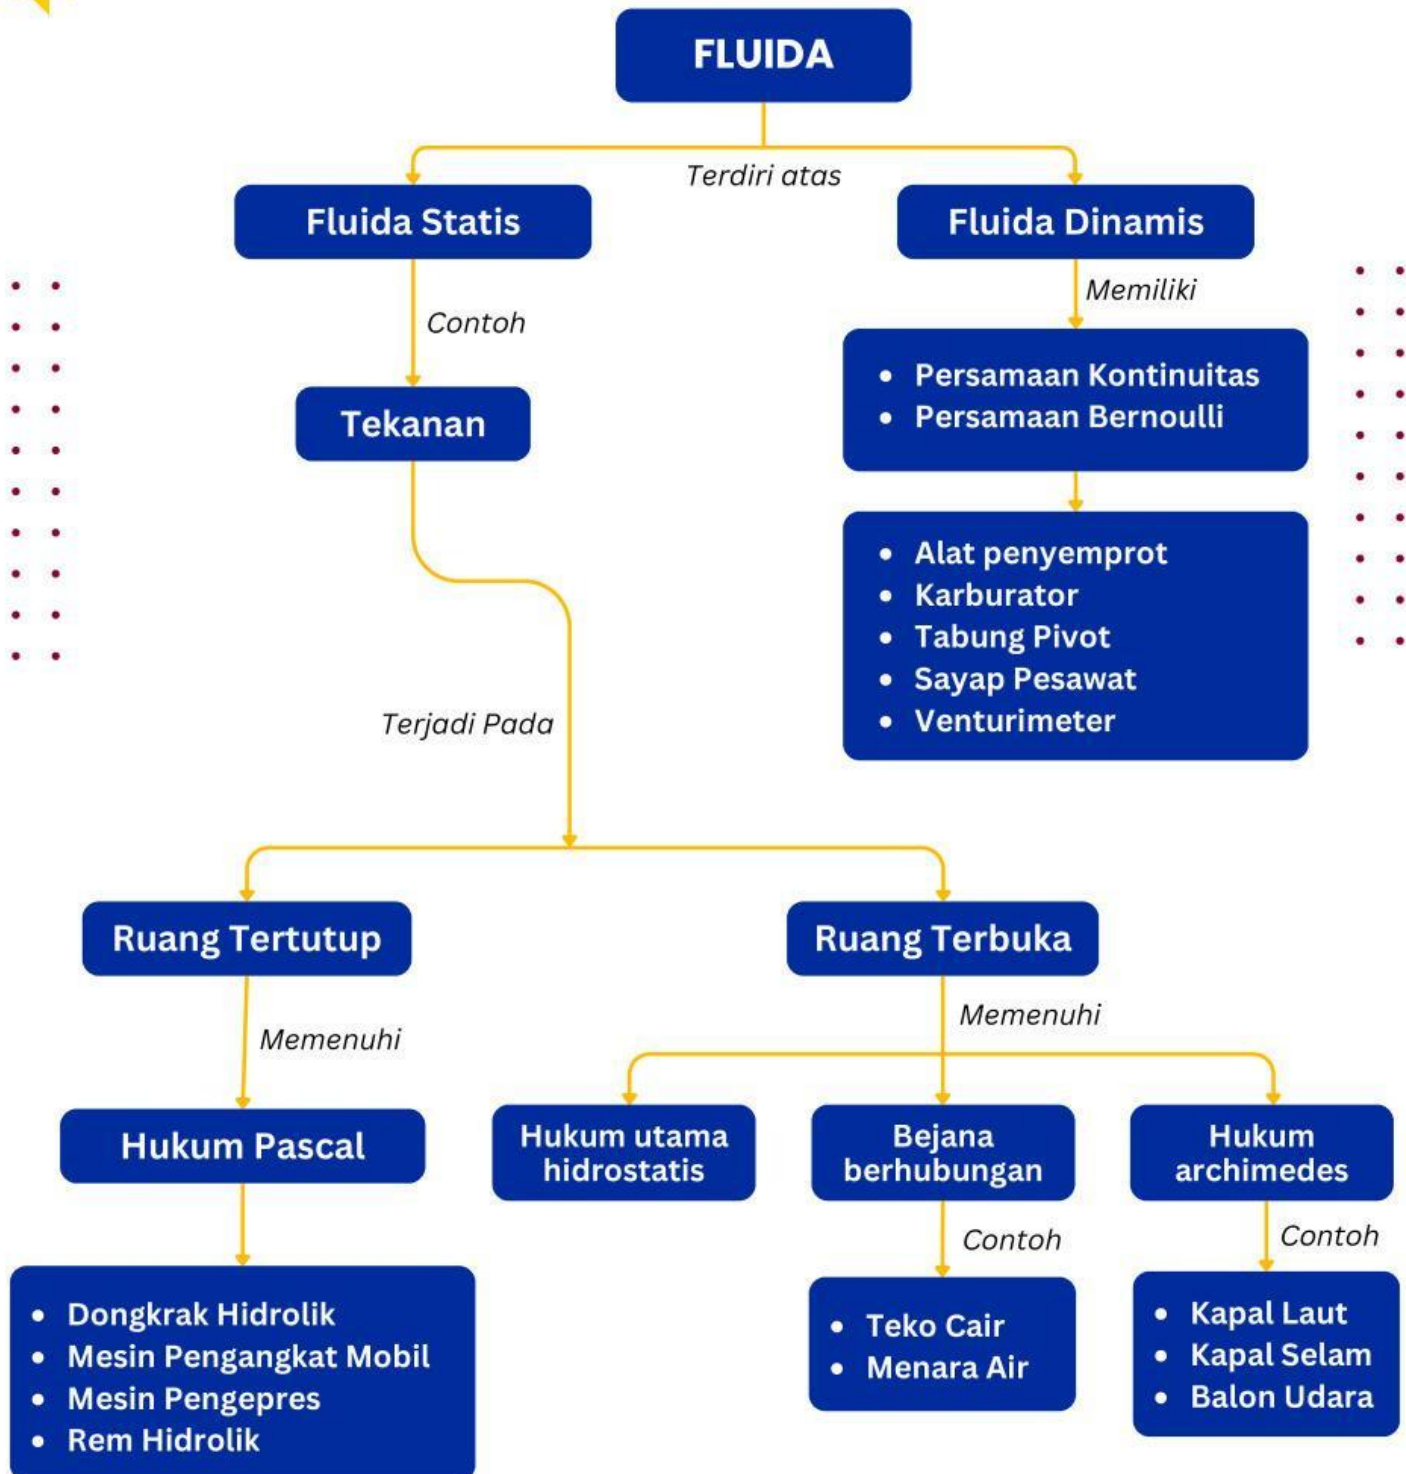 FLUIDA
Terdiri atas
Fluida Statis
Fluida Dinamis
Contoh
Memiliki
Tekanan
• Persamaan Kontinuitas
• Persamaan Bernoulli
• Alat penyemprot
• Karburator
• Tabung Pivot
• Sayap Pesawat
• Venturimeter
Terjadi Pada
Ruang Tertutup
Ruang Terbuka
Memenuhi
Memenuhi
Hukum Pascal
Hukum utama
hidrostatis
Bejana
berhubungan
Hukum
archimedes
Contoh
Contoh
• Dongkrak Hidrolik
• Mesin Pengangkat Mobil
• Mesin Pengepres
• Rem Hidrolik
• Teko Cair
• Menara Air
• Kapal Laut
• Kapal Selam
• Balon Udara